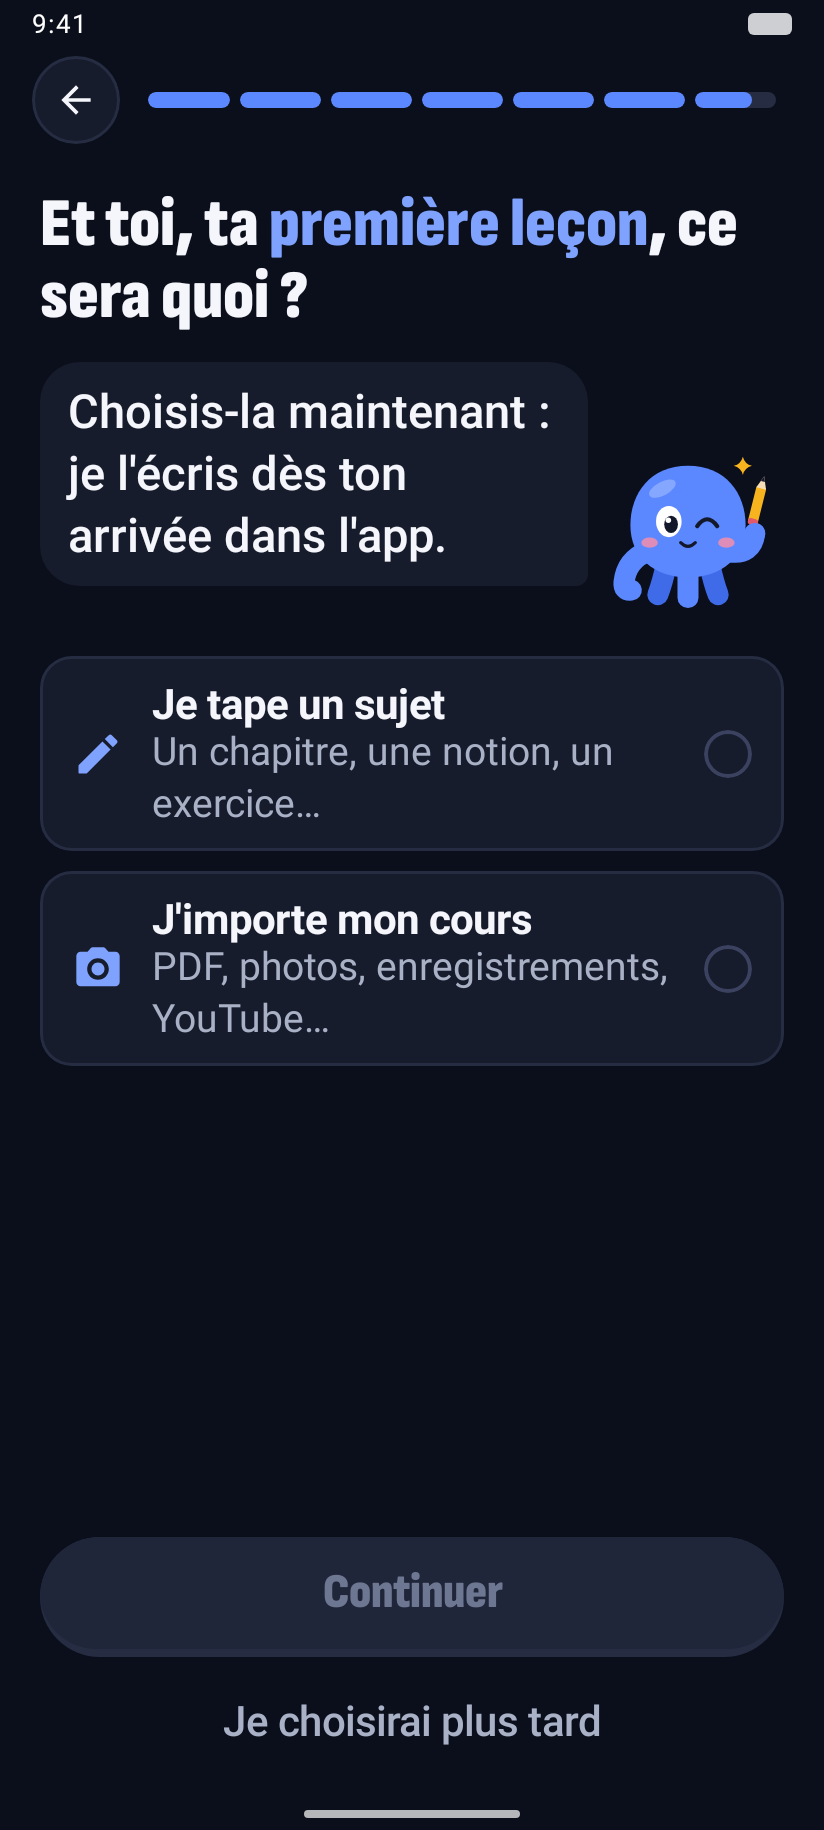 9:41
Et toi, ta première leçon, ce
sera quoi ?
Choisis-la maintenant :
je l'écris dès ton
arrivée dans l'app.
Je tape un sujet
Un chapitre, une notion, un
exercice…
J'importe mon cours
PDF, photos, enregistrements,
YouTube…
Continuer
Je choisirai plus tard